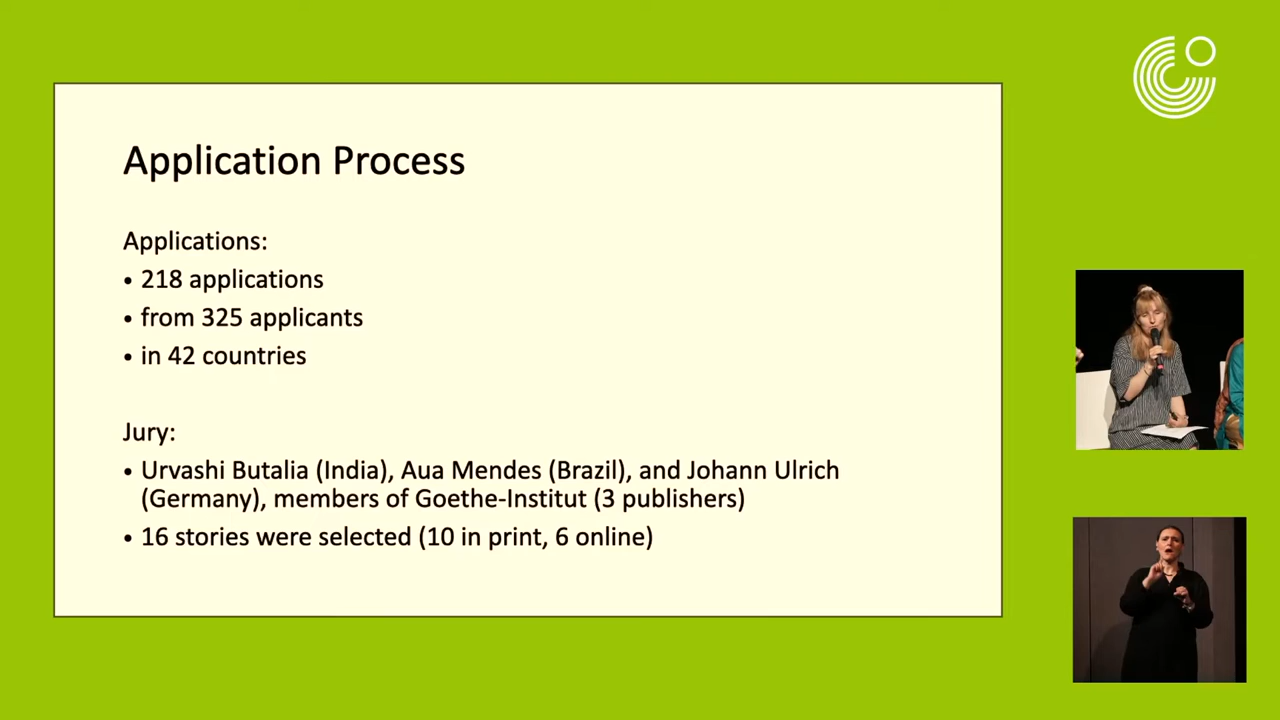 Application Process
Applications:
• 218 applications
• from 325 applicants
• in 42 countries
Jury:
• Urvashi Butalia (India), Aua Mendes (Brazil), and Johann Ulrich
(Germany), members of Goethe-Institut (3 publishers)
• 16 stories were selected (10 in print, 6 online)